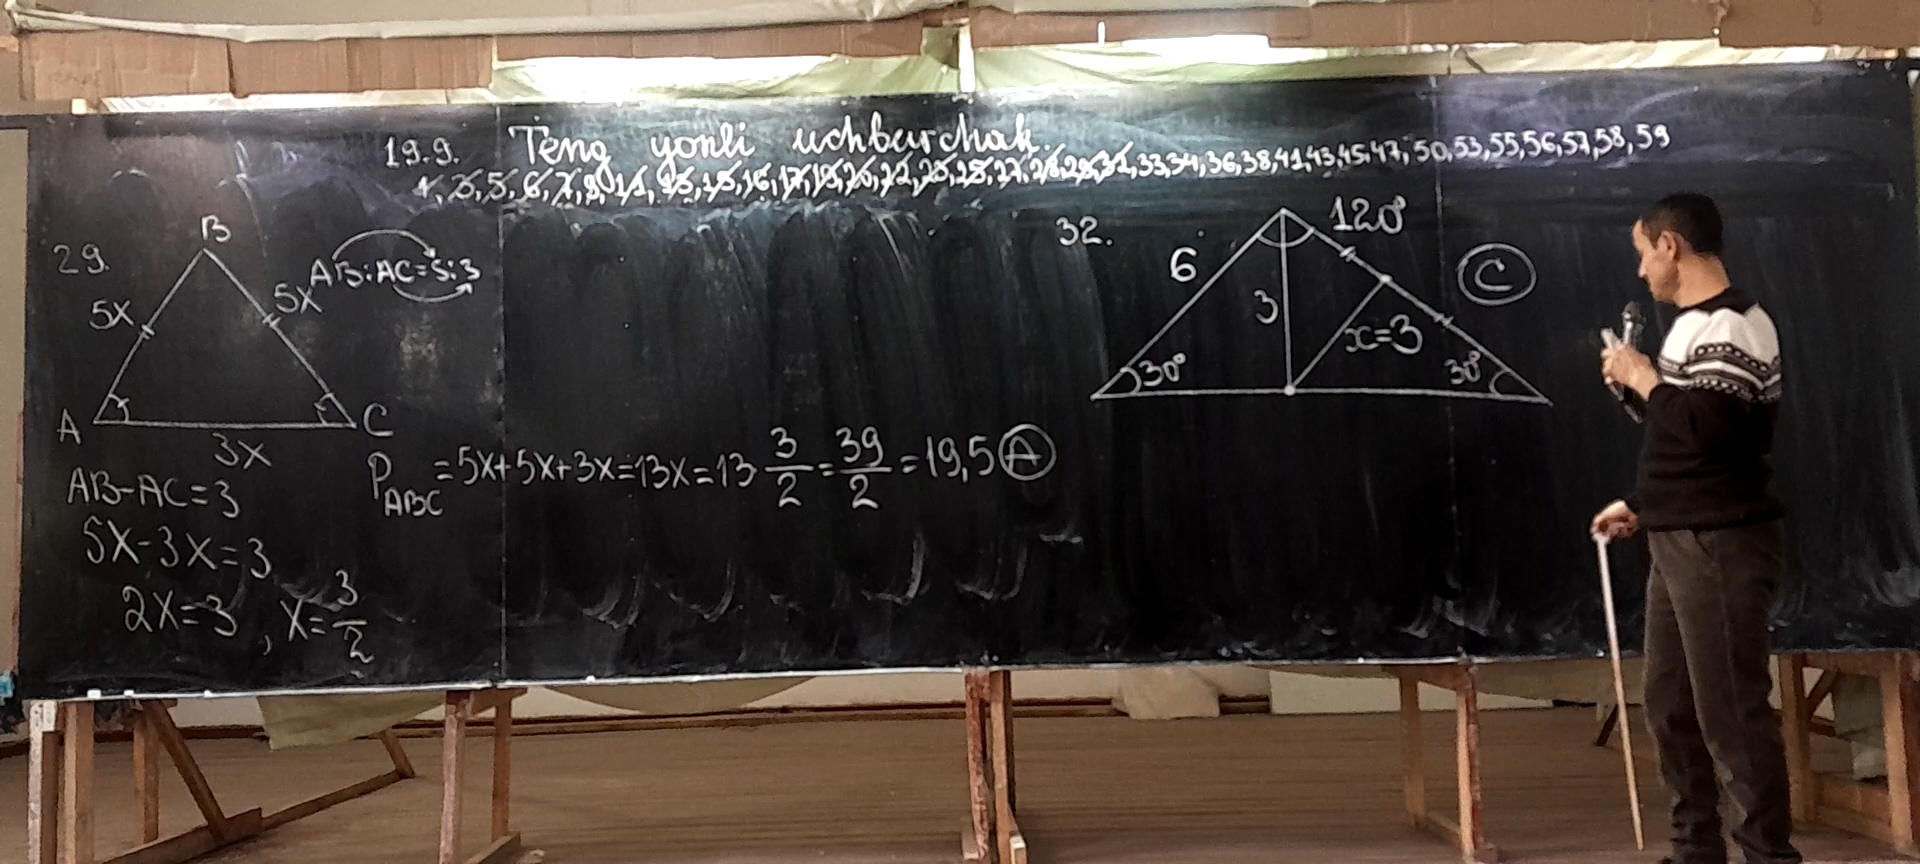 19.9. Teng yonli uchburchak.
33,34,36,38,41,43,45,47,50,53,55,56,57,58,59
29.
B
AB:AC=5:3
5x
5x
A
C
3x
AB-AC=3
5x-3x=3
2x=3, x=3/2
P_ABC=5x+5x+3x=13x=13·3/2=39/2=19,5 A
32.
120°
6
C
3
x=3
30°
30°